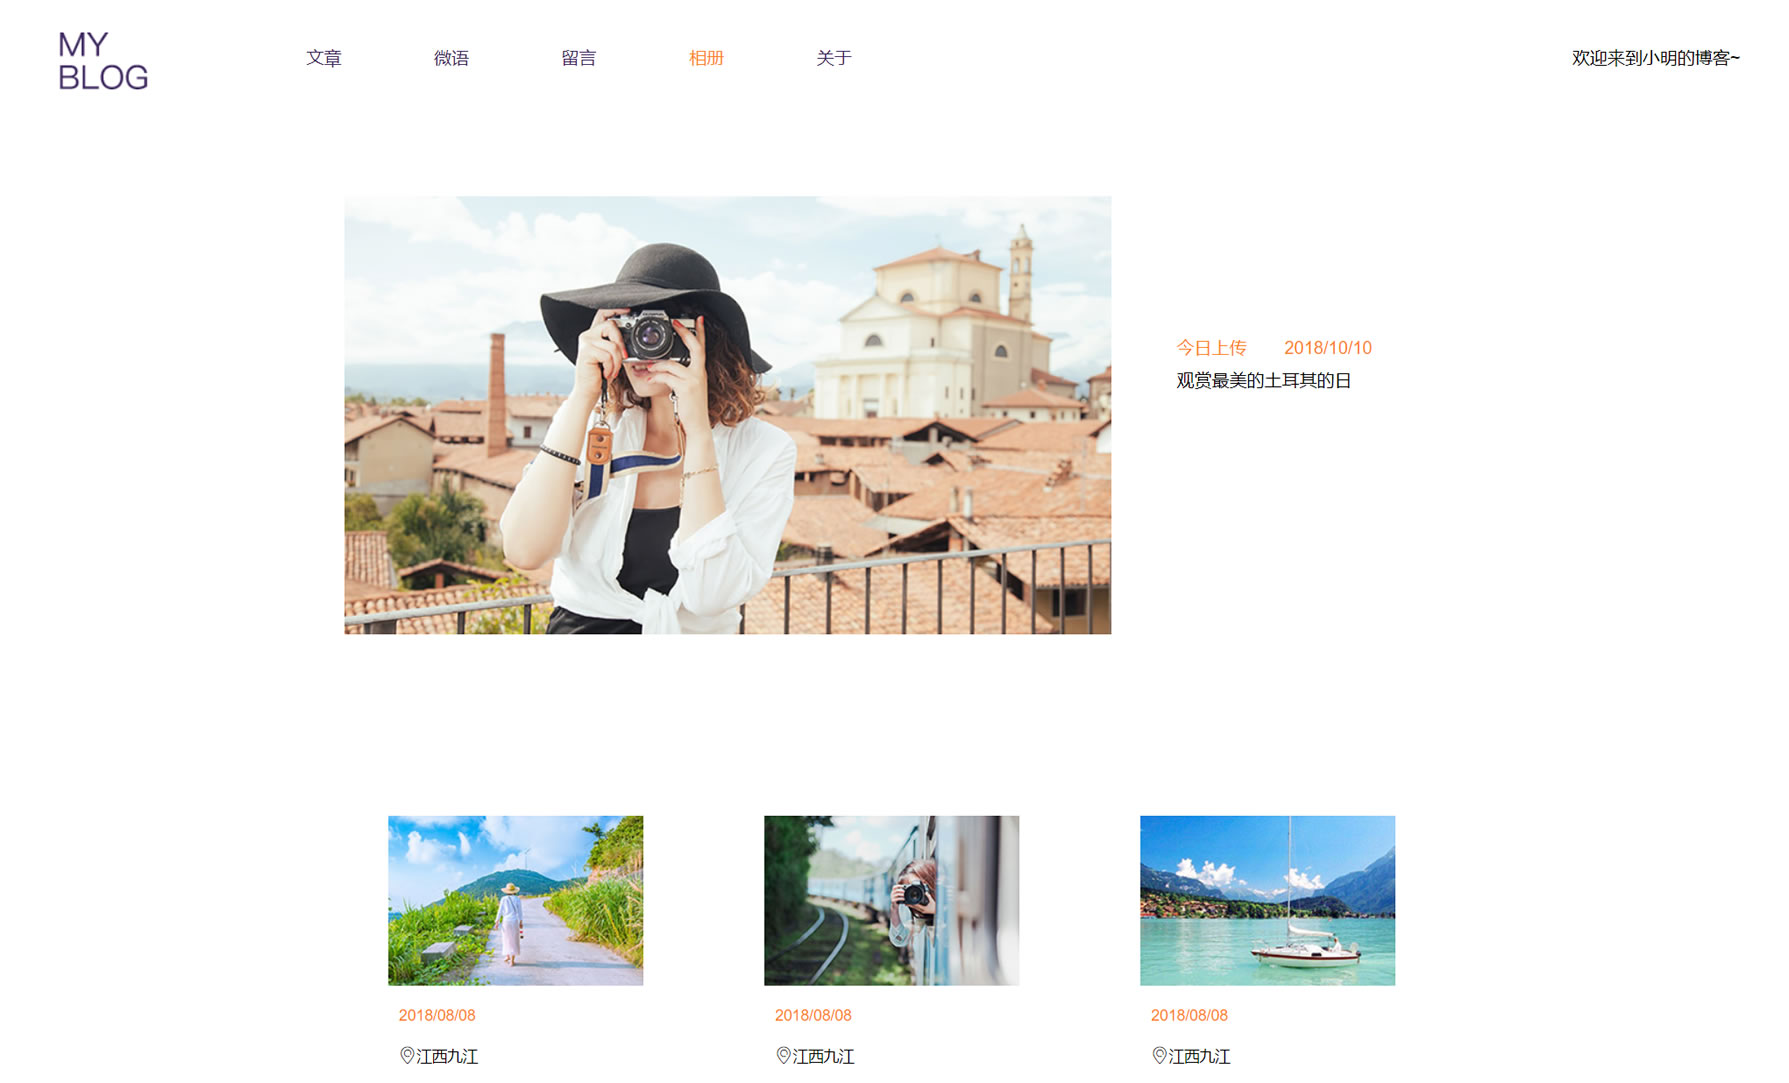 MY
BLOG
文章 微语 留言 相册 关于 欢迎来到小明的博客~
今日上传 2018/10/10
观赏最美的土耳其的日
2018/08/08 2018/08/08 2018/08/08
江西九江 江西九江 江西九江